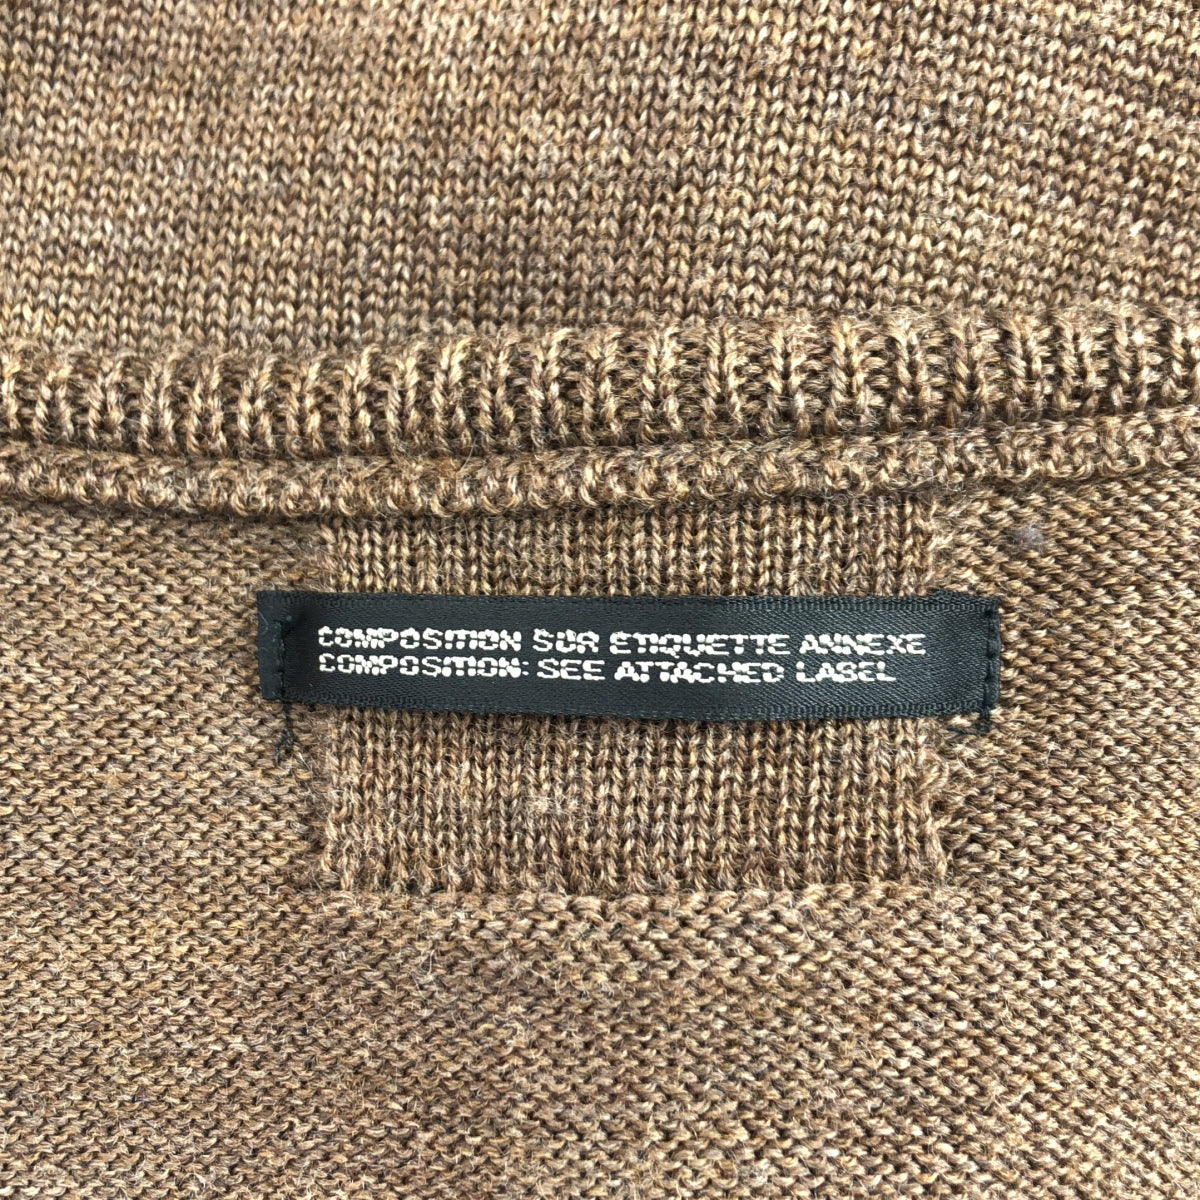 COMPOSITION SUR ETIQUETTE ANNEXE
COMPOSITION: SEE ATTACHED LABEL